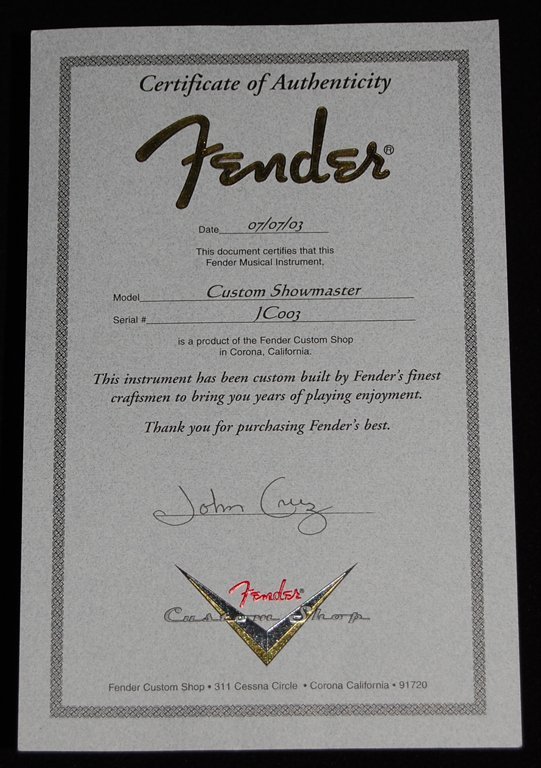 Certificate of Authenticity
Fender®
Date 07/07/03
This document certifies that this
Fender Musical Instrument,
Model Custom Showmaster
Serial # JC003
is a product of the Fender Custom Shop
in Corona, California.
This instrument has been custom built by Fender's finest
craftsmen to bring you years of playing enjoyment.
Thank you for purchasing Fender's best.
John Cruz
Fender®
Custom Shop
Fender Custom Shop • 311 Cessna Circle • Corona California • 91720